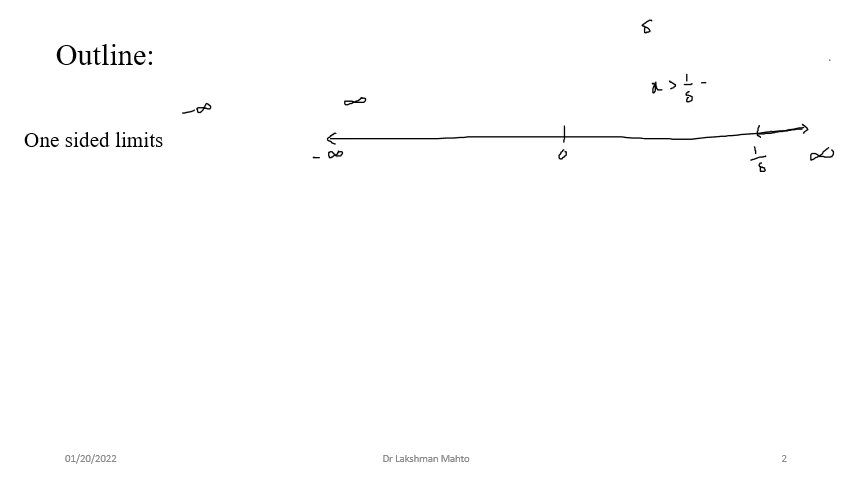 δ
Outline:
x > 1/δ -
-∞ ∞
One sided limits
-∞ 0 1/δ ∞
01/20/2022 Dr Lakshman Mahto 2